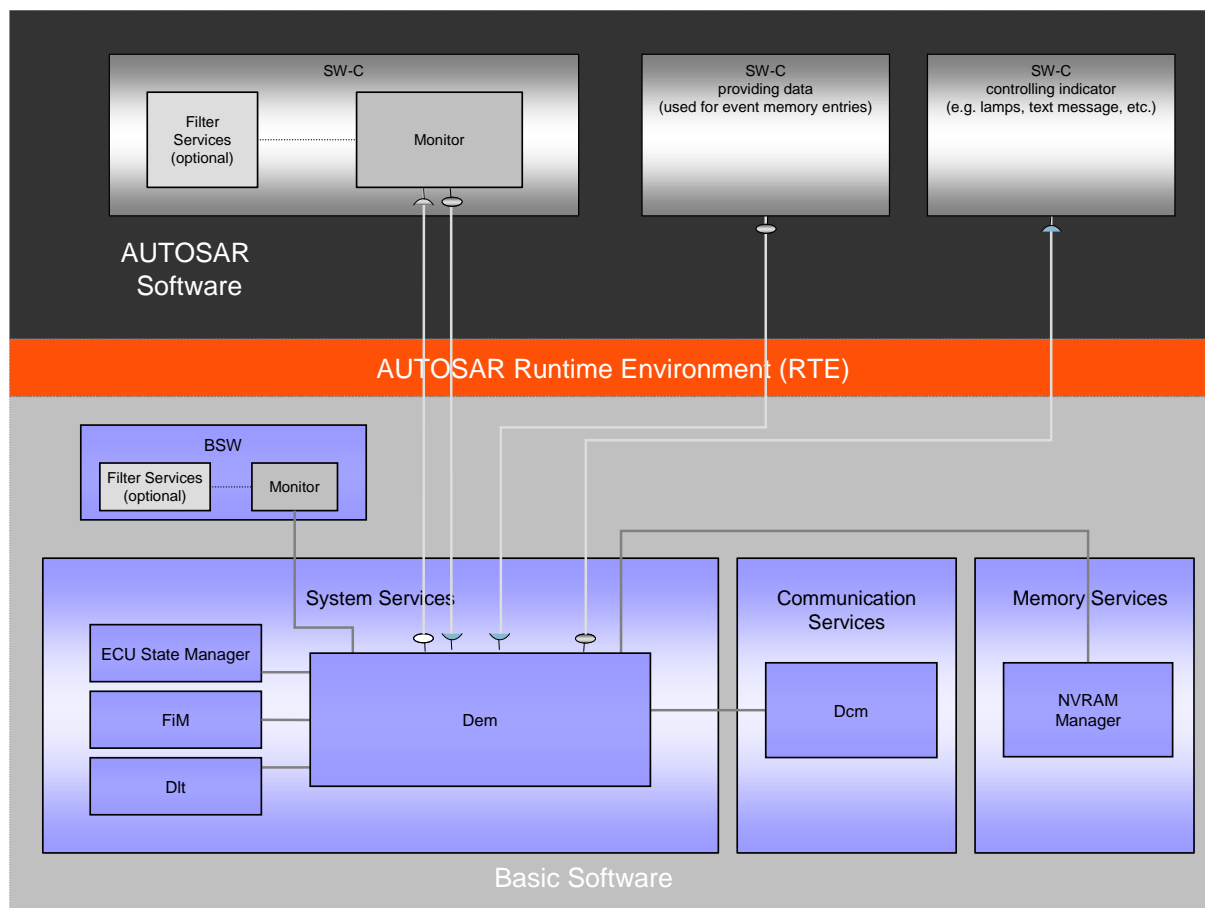 SW-C
Filter
Services
(optional)
Monitor
SW-C
providing data
(used for event memory entries)
SW-C
controlling indicator
(e.g. lamps, text message, etc.)
AUTOSAR
Software
AUTOSAR Runtime Environment (RTE)
BSW
Filter Services
(optional)
Monitor
System Services
ECU State Manager
FiM
Dlt
Dem
Communication
Services
Dcm
Memory Services
NVRAM
Manager
Basic Software